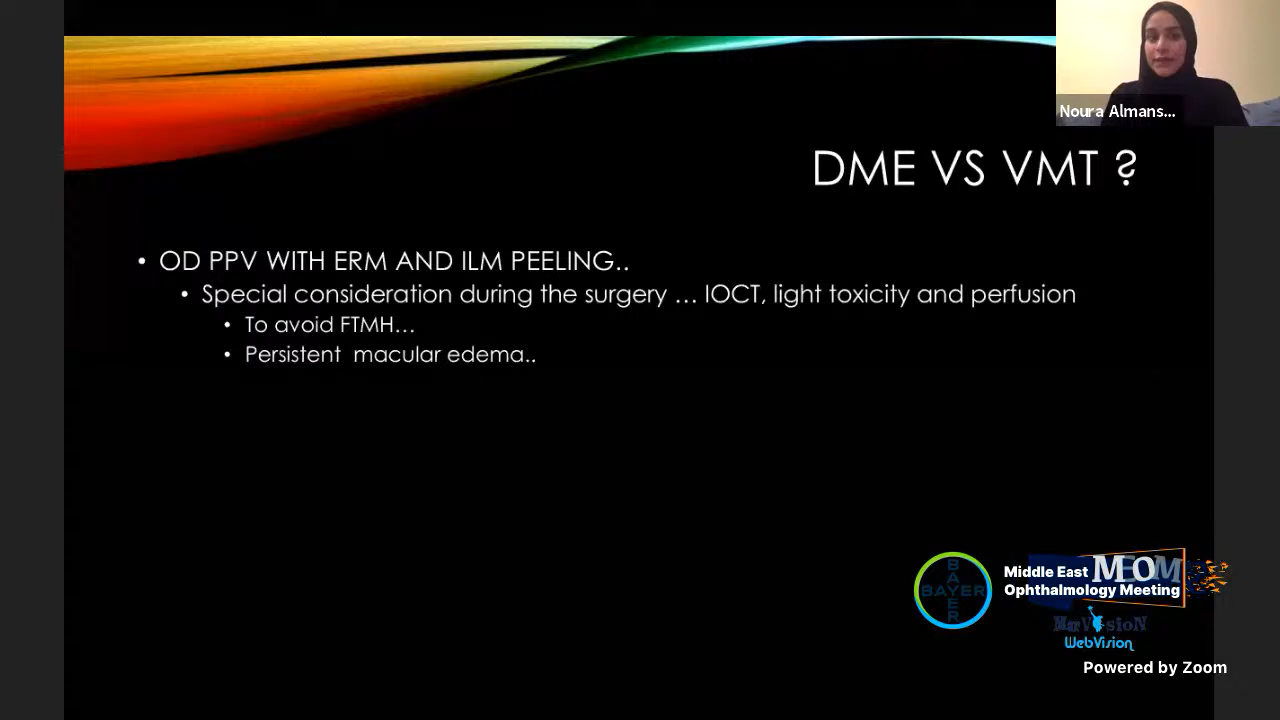 Noura Almans...
DME VS VMT ?
• OD PPV WITH ERM AND ILM PEELING..
• Special consideration during the surgery ... IOCT, light toxicity and perfusion
• To avoid FTMH...
• Persistent macular edema..
BAYER
BAYER
Middle East MEOM
Ophthalmology Meeting
WebVision
Powered by Zoom